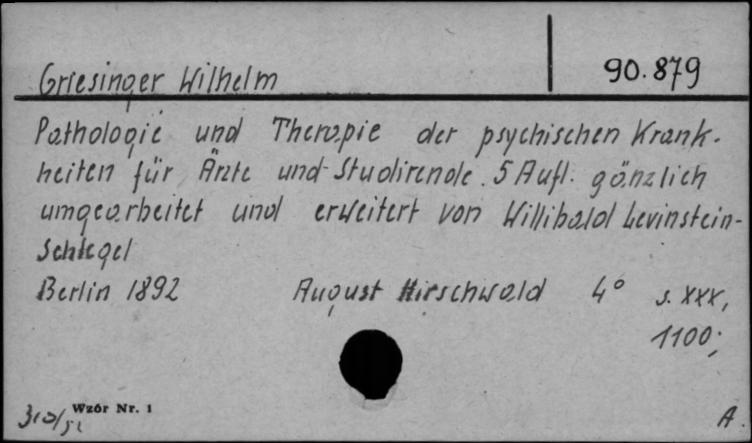 Griesinger Wilhelm 90.879
Pathologie und Therapie der psychischen Krank-
heiten für Ärzte und Studirende. 5 Aufl. gänzlich
umgearbeitet und erweitert von Willibald Levinstein-
Schlegel
Berlin 1892 August Hirschwald 4° s. XXX,
1100;
Wzór Nr. 1
A.